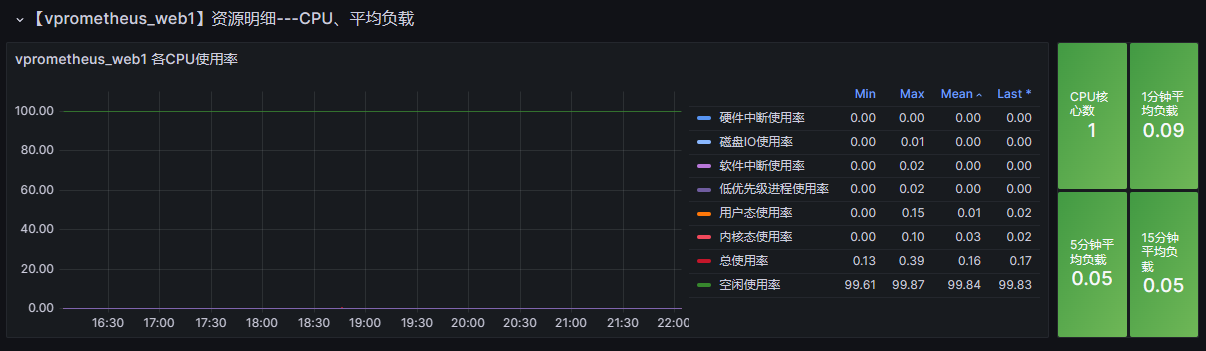 【vprometheus_web1】资源明细---CPU、平均负载
vprometheus_web1 各CPU使用率
100.00
80.00
60.00
40.00
20.00
0.00
16:30 17:00 17:30 18:00 18:30 19:00 19:30 20:00 20:30 21:00 21:30 22:00
Min Max Mean Last *
硬件中断使用率 0.00 0.00 0.00 0.00
磁盘IO使用率 0.00 0.01 0.00 0.00
软件中断使用率 0.00 0.02 0.00 0.00
低优先级进程使用率 0.00 0.02 0.00 0.00
用户态使用率 0.00 0.15 0.01 0.02
内核态使用率 0.00 0.10 0.03 0.02
总使用率 0.13 0.39 0.16 0.17
空闲使用率 99.61 99.87 99.84 99.83
CPU核
心数
1
1分钟平
均负载
0.09
5分钟平
均负载
0.05
15分钟
平均负
载
0.05